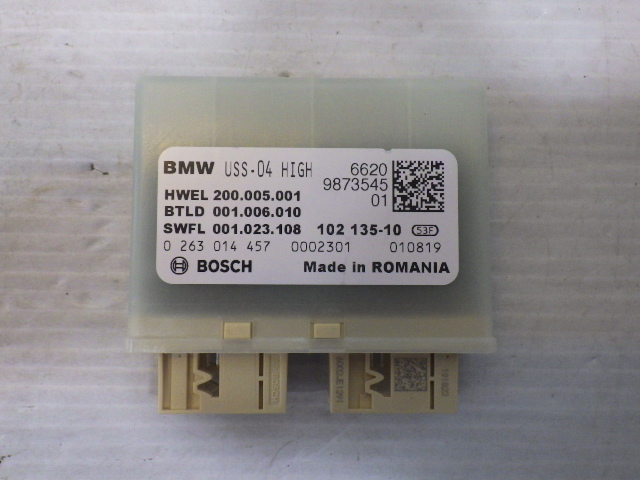 BMW USS-04 HIGH 6620
9873545
01
HWEL 200.005.001
BTLD 001.006.010
SWFL 001.023.108 102 135-10 53F
0 263 014 457 0002301 010819
BOSCH Made in ROMANIA